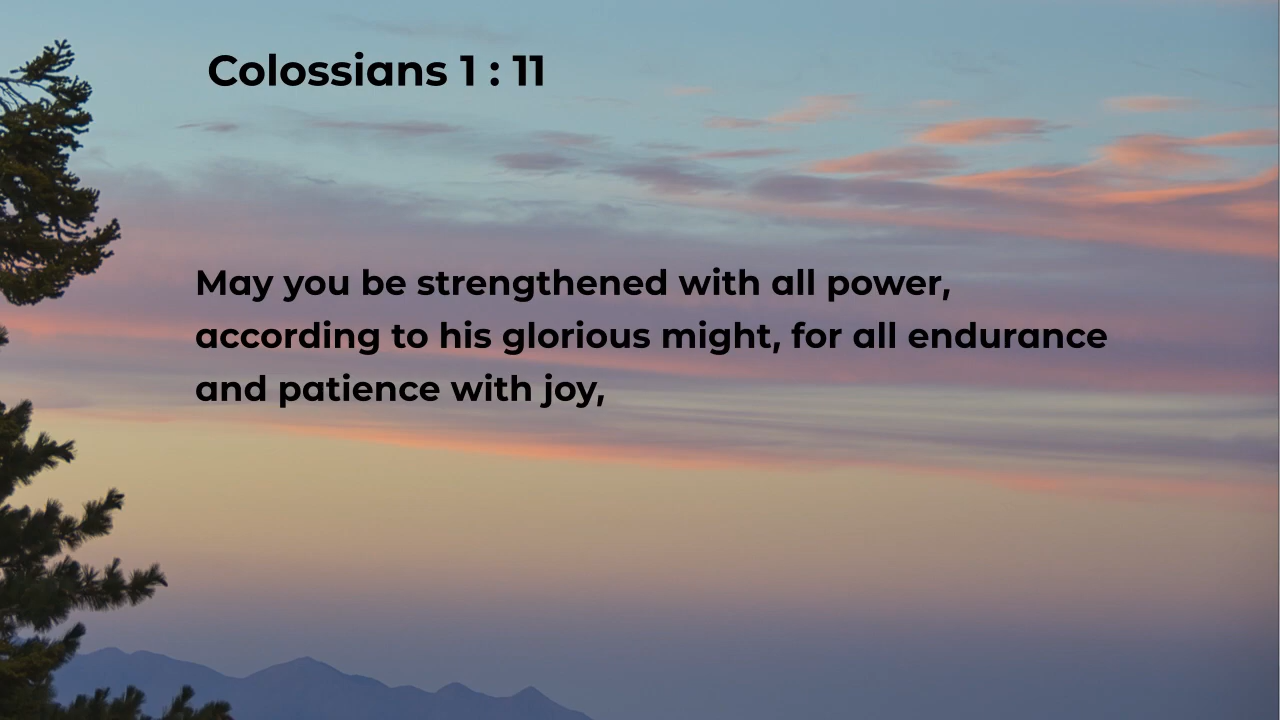 Colossians 1 : 11
May you be strengthened with all power,
according to his glorious might, for all endurance
and patience with joy,